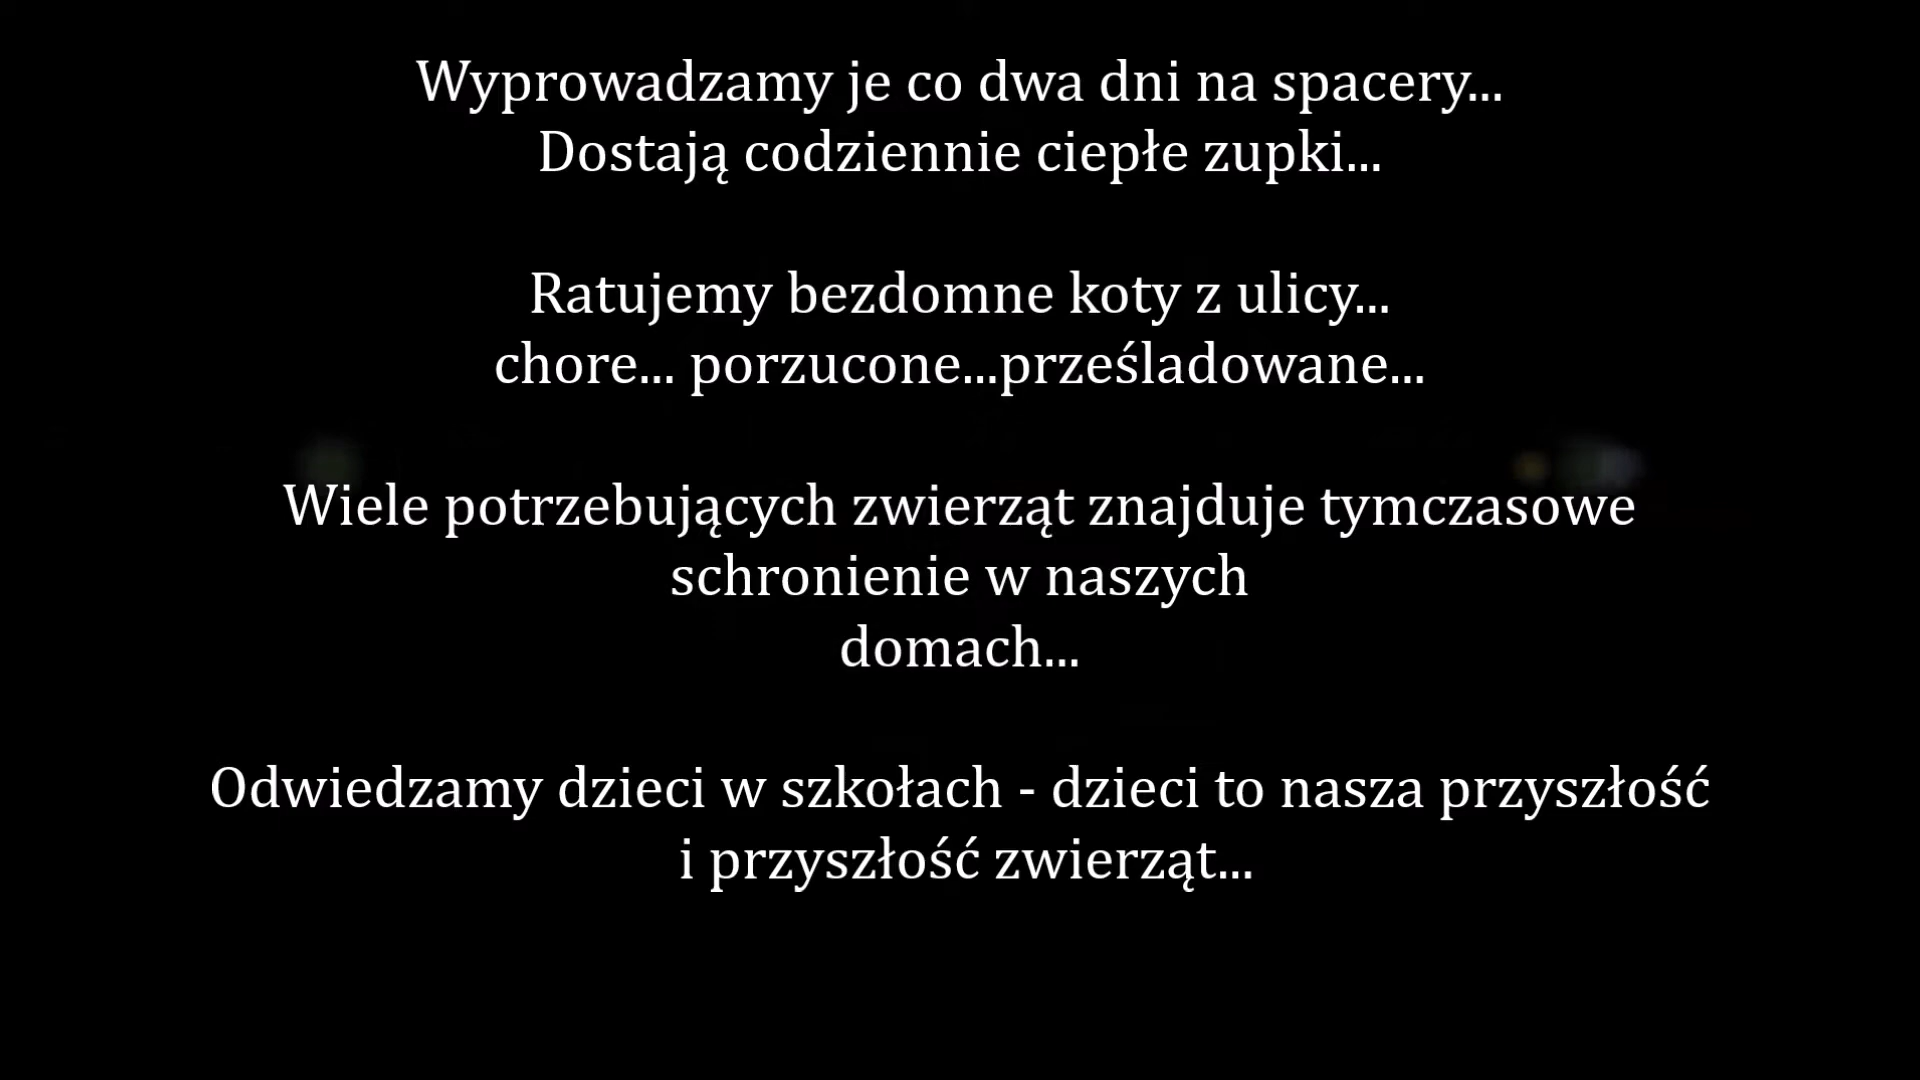 Wyprowadzamy je co dwa dni na spacery...
Dostają codziennie ciepłe zupki...
Ratujemy bezdomne koty z ulicy...
chore... porzucone...prześladowane...
Wiele potrzebujących zwierząt znajduje tymczasowe
schronienie w naszych
domach...
Odwiedzamy dzieci w szkołach - dzieci to nasza przyszłość
i przyszłość zwierząt...